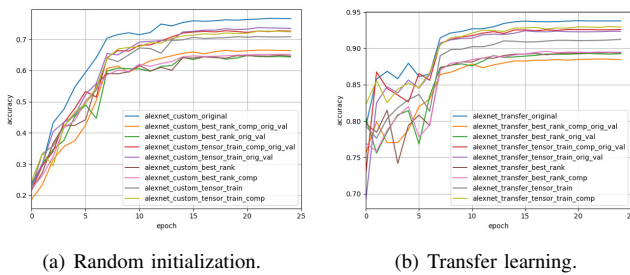 0.7
0.6
0.5
0.4
0.3
0.2
accuracy
alexnet_custom_original
alexnet_custom_best_rank_comp_orig_val
alexnet_custom_best_rank_orig_val
alexnet_custom_tensor_train_comp_orig_val
alexnet_custom_tensor_train_orig_val
alexnet_custom_best_rank
alexnet_custom_best_rank_comp
alexnet_custom_tensor_train
alexnet_custom_tensor_train_comp
0 5 10 15 20 25
epoch
(a) Random initialization.
0.95
0.90
0.85
0.80
0.75
0.70
accuracy
alexnet_transfer_original
alexnet_transfer_best_rank_comp_orig_val
alexnet_transfer_best_rank_orig_val
alexnet_transfer_tensor_train_comp_orig_val
alexnet_transfer_tensor_train_orig_val
alexnet_transfer_best_rank
alexnet_transfer_best_rank_comp
alexnet_transfer_tensor_train
alexnet_transfer_tensor_train_comp
0 5 10 15 20 25
epoch
(b) Transfer learning.